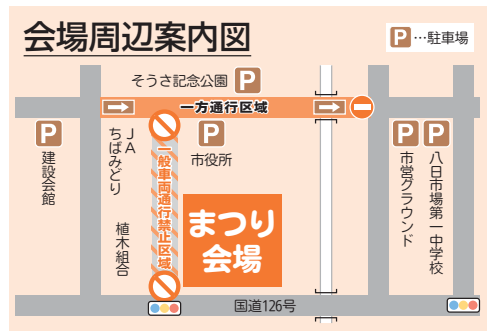 会場周辺案内図
P…駐車場
そうさ記念公園 P
一方通行区域
P
建設会館
JA
ちばみどり
植木組合
一般車両通行禁止区域
P
市役所
まつり
会場
P
市営グラウンド
P
八日市場第一中学校
国道126号